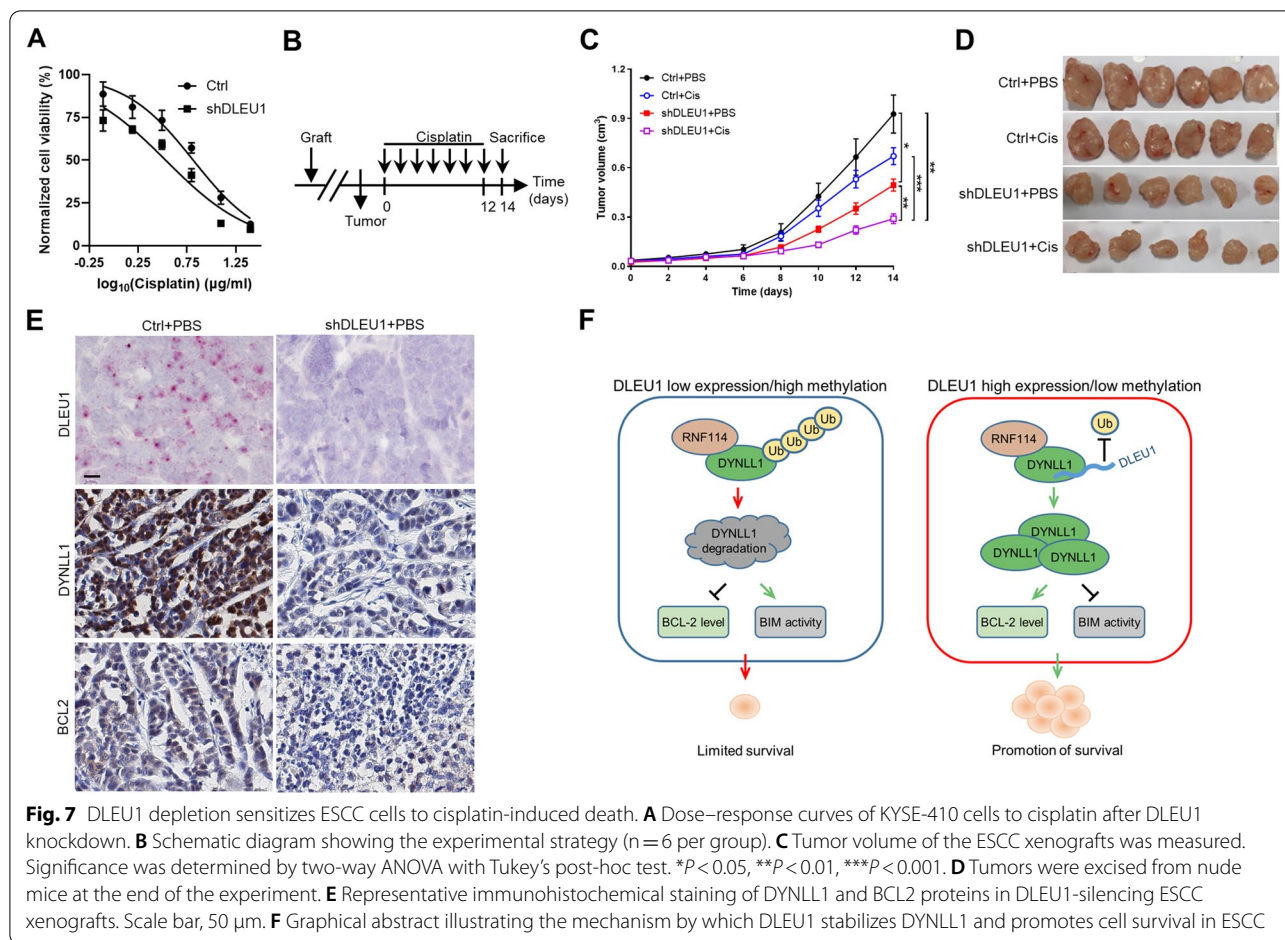 A
Normalized cell viability (%)
100
75
50
25
0
Ctrl
shDLEU1
-0.25
0.25
0.75
1.25
log10(Cisplatin) (µg/ml)
B
Graft
Cisplatin
Sacrifice
Time
(days)
Tumor
0
12
14
C
Tumor volume (cm3)
1.2
0.9
0.6
0.3
0.0
Ctrl+PBS
Ctrl+Cis
shDLEU1+PBS
shDLEU1+Cis
*
**
***
**
0
2
4
6
8
10
12
14
Time (days)
D
Ctrl+PBS
Ctrl+Cis
shDLEU1+PBS
shDLEU1+Cis
E
Ctrl+PBS
shDLEU1+PBS
DLEU1
DYNLL1
BCL2
F
DLEU1 low expression/high methylation
RNF114
DYNLL1
Ub
Ub
Ub
Ub
DYNLL1
degradation
BCL-2 level
BIM activity
Limited survival
DLEU1 high expression/low methylation
RNF114
DYNLL1
Ub
DLEU1
DYNLL1
DYNLL1
DYNLL1
BCL-2 level
BIM activity
Promotion of survival
Fig. 7 DLEU1 depletion sensitizes ESCC cells to cisplatin-induced death. A Dose–response curves of KYSE-410 cells to cisplatin after DLEU1
knockdown. B Schematic diagram showing the experimental strategy (n = 6 per group). C Tumor volume of the ESCC xenografts was measured.
Significance was determined by two-way ANOVA with Tukey's post-hoc test. *P < 0.05, **P < 0.01, ***P < 0.001. D Tumors were excised from nude
mice at the end of the experiment. E Representative immunohistochemical staining of DYNLL1 and BCL2 proteins in DLEU1-silencing ESCC
xenografts. Scale bar, 50 µm. F Graphical abstract illustrating the mechanism by which DLEU1 stabilizes DYNLL1 and promotes cell survival in ESCC